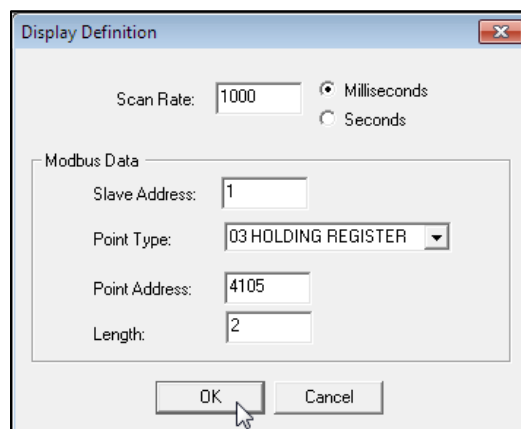 Display Definition
Scan Rate: 1000 Milliseconds
Seconds
Modbus Data
Slave Address: 1
Point Type: 03 HOLDING REGISTER
Point Address: 4105
Length: 2
OK Cancel